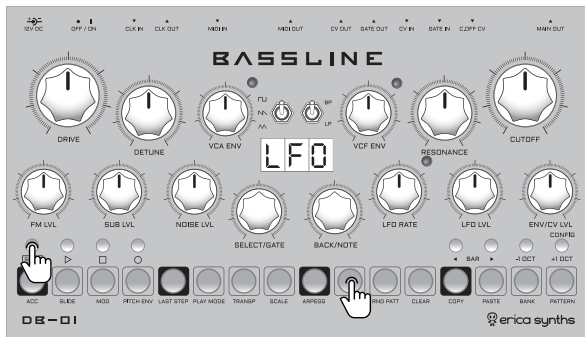 12V DC OFF / ON CLK IN CLK OUT MIDI IN MIDI OUT CV OUT GATE OUT CV IN GATE IN C.OFF CV MAIN OUT
BASSLINE
BP
LP
DRIVE DETUNE VCA ENV VCF ENV RESONANCE CUTOFF
LFO
FM LVL SUB LVL NOISE LVL SELECT/GATE BACK/NOTE LFO RATE LFO LVL ENV/CV LVL
CONFIG
BAR -1 OCT +1 OCT
ACC SLIDE MOD PITCH ENV LAST STEP PLAY MODE TRANSP SCALE ARPEGG RND PATT CLEAR COPY PASTE BANK PATTERN
DB-01 erica synths